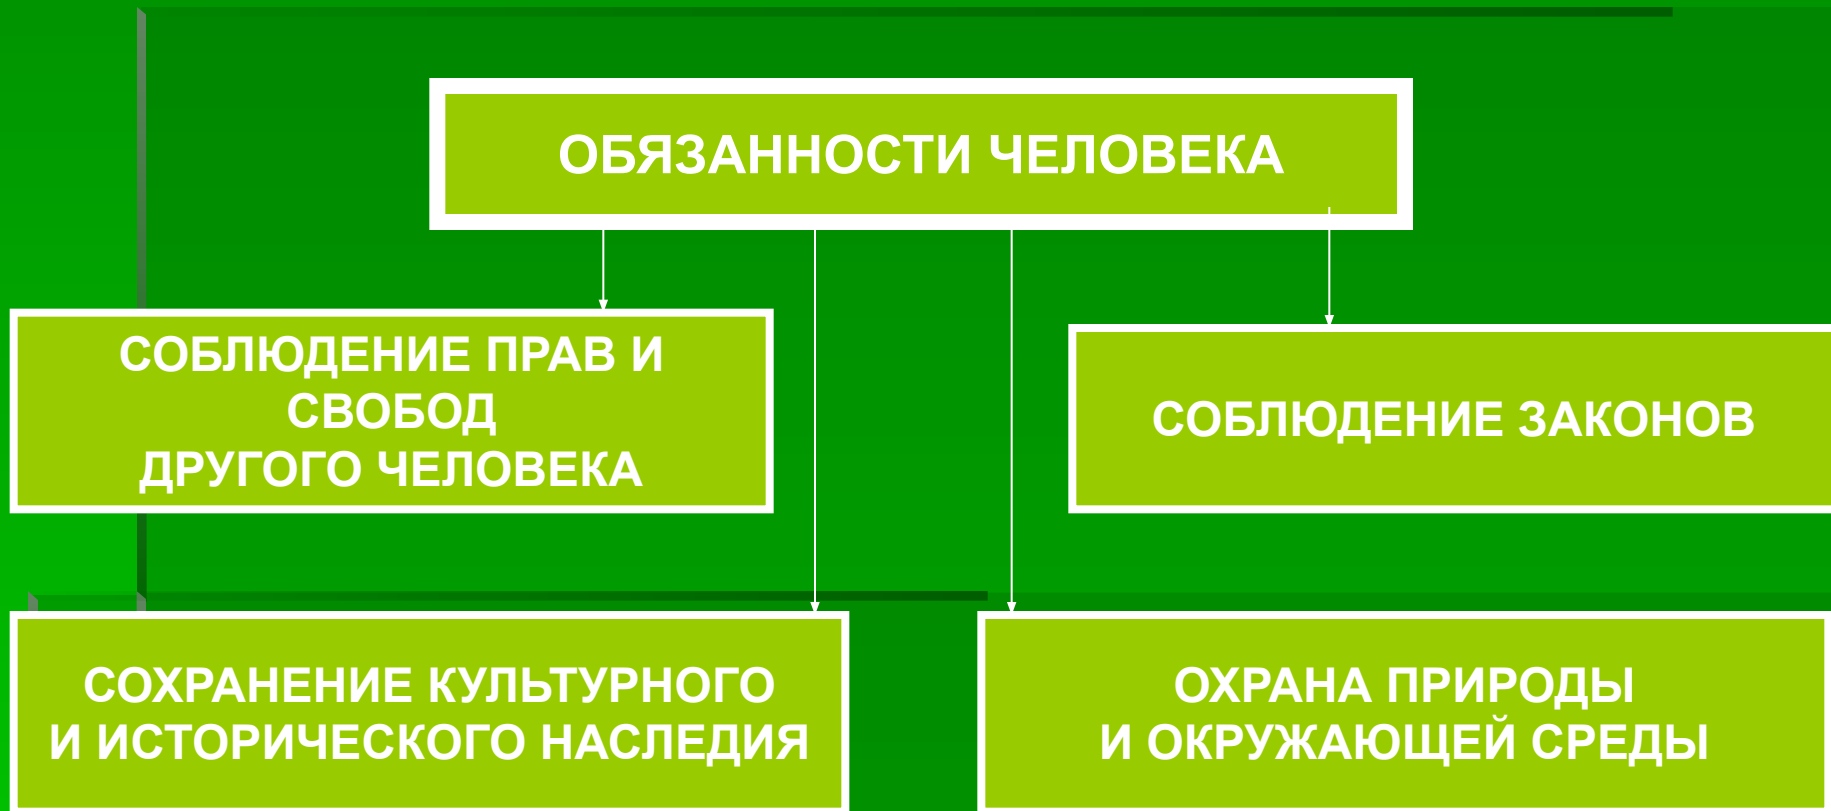 ОБЯЗАННОСТИ ЧЕЛОВЕКА
СОБЛЮДЕНИЕ ПРАВ И
СВОБОД
ДРУГОГО ЧЕЛОВЕКА
СОБЛЮДЕНИЕ ЗАКОНОВ
СОХРАНЕНИЕ КУЛЬТУРНОГО
И ИСТОРИЧЕСКОГО НАСЛЕДИЯ
ОХРАНА ПРИРОДЫ
И ОКРУЖАЮЩЕЙ СРЕДЫ